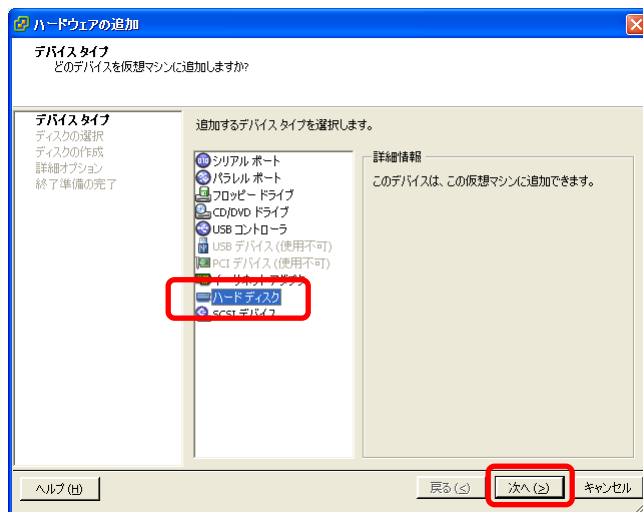 ハードウェアの追加
デバイス タイプ
どのデバイスを仮想マシンに追加しますか?
デバイス タイプ
ディスクの選択
ディスクの作成
詳細オプション
終了準備の完了
追加するデバイス タイプを選択します。
シリアル ポート
パラレル ポート
フロッピー ドライブ
CD/DVD ドライブ
USB コントローラ
USB デバイス (使用不可)
PCI デバイス (使用不可)
イーサネット アダプタ
ハード ディスク
SCSI デバイス
詳細情報
このデバイスは、この仮想マシンに追加できます。
ヘルプ(H)
戻る(<)
次へ(>)
キャンセル